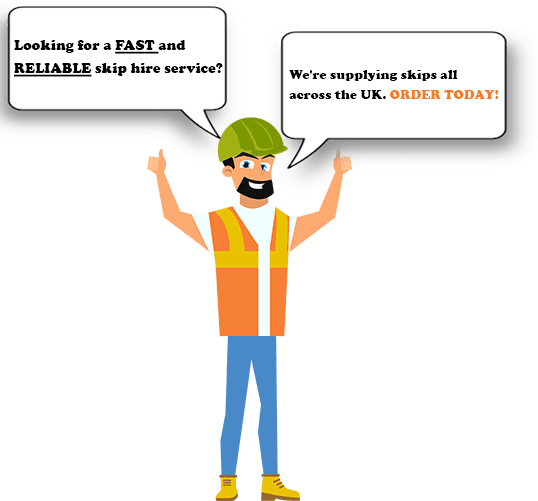 Looking for a FAST and
RELIABLE skip hire service?
We're supplying skips all
across the UK. ORDER TODAY!